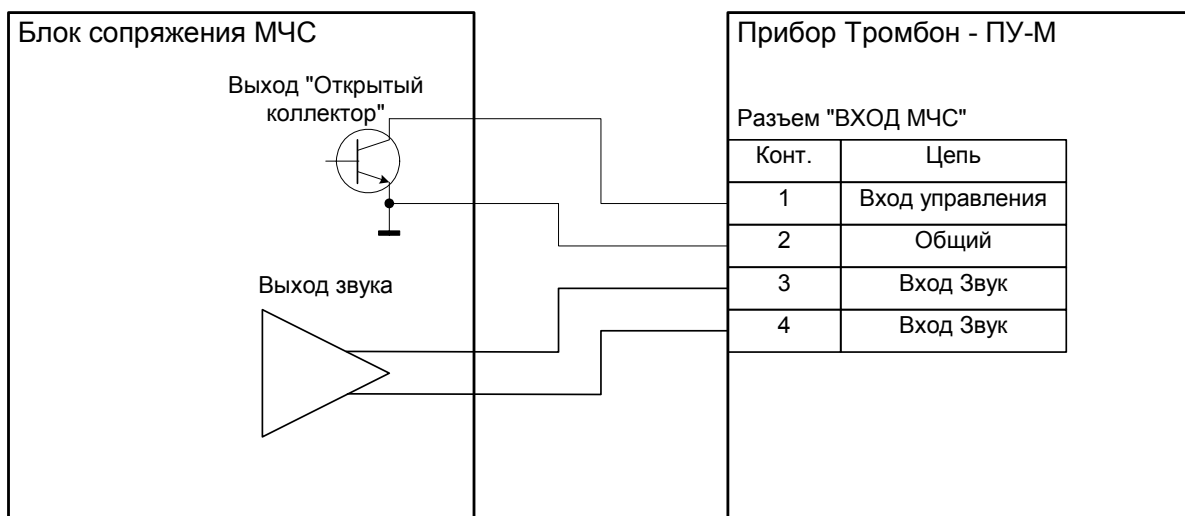 Блок сопряжения МЧС
Выход "Открытый
коллектор"
Выход звука
Прибор Тромбон - ПУ-М
Разъем "ВХОД МЧС"
Конт. Цепь
1 Вход управления
2 Общий
3 Вход Звук
4 Вход Звук